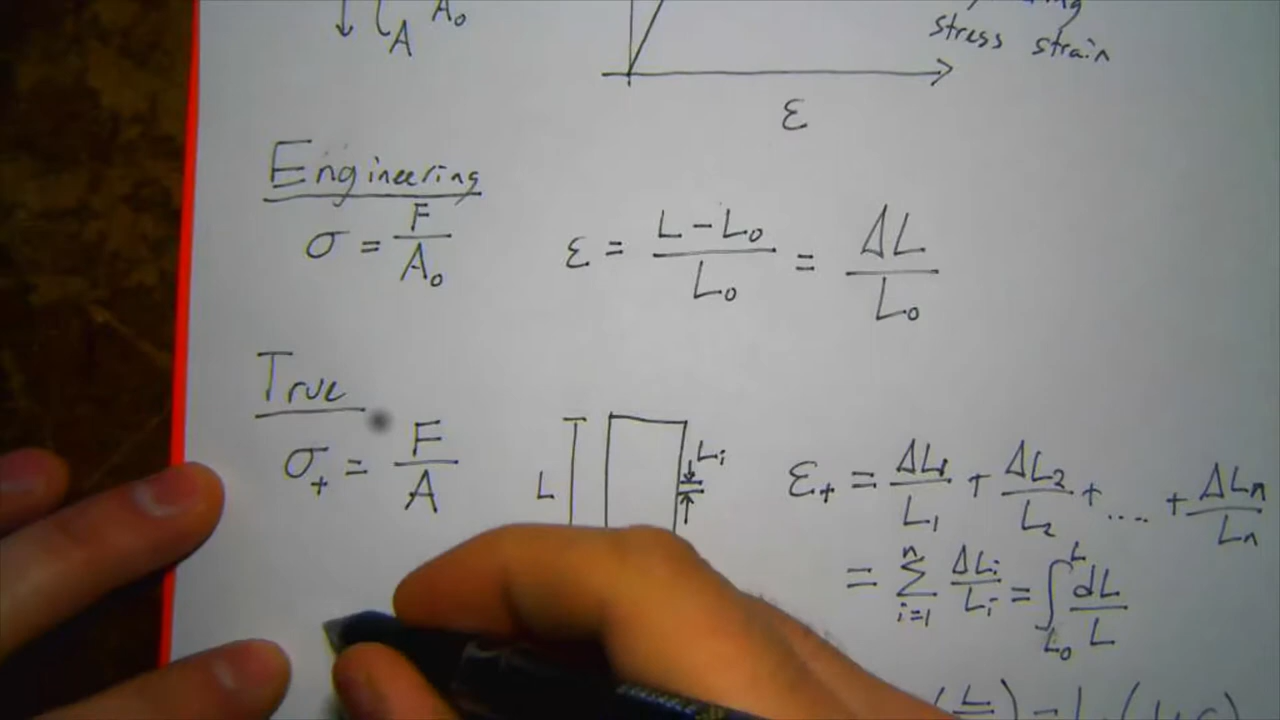 A A₀
stress strain
ε
Engineering
σ = F/A₀ ε = (L - L₀)/L₀ = ΔL/L₀
True
σₜ = F/A
L Lᵢ
εₜ = ΔL₁/L₁ + ΔL₂/L₂ + .... + ΔLₙ/Lₙ
= Σᵢ₌₁ⁿ ΔLᵢ/Lᵢ = ∫_L₀^L dL/L